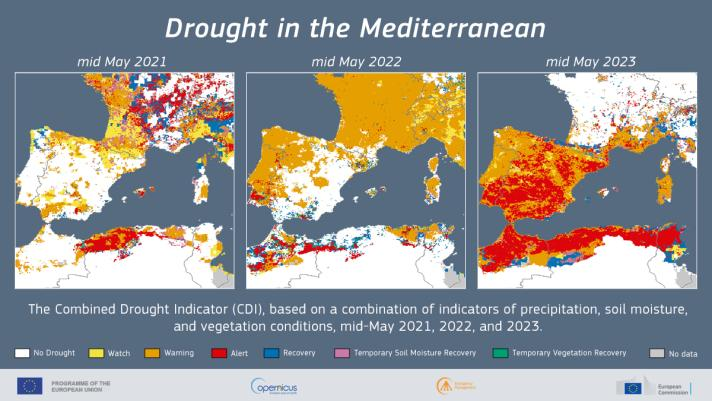 Drought in the Mediterranean
mid May 2021
mid May 2022
mid May 2023
The Combined Drought Indicator (CDI), based on a combination of indicators of precipitation, soil moisture,
and vegetation conditions, mid-May 2021, 2022, and 2023.
No Drought
Watch
Warning
Alert
Recovery
Temporary Soil Moisture Recovery
Temporary Vegetation Recovery
No data
PROGRAMME OF THE
EUROPEAN UNION
Copernicus
Emergency
Management
European
Commission